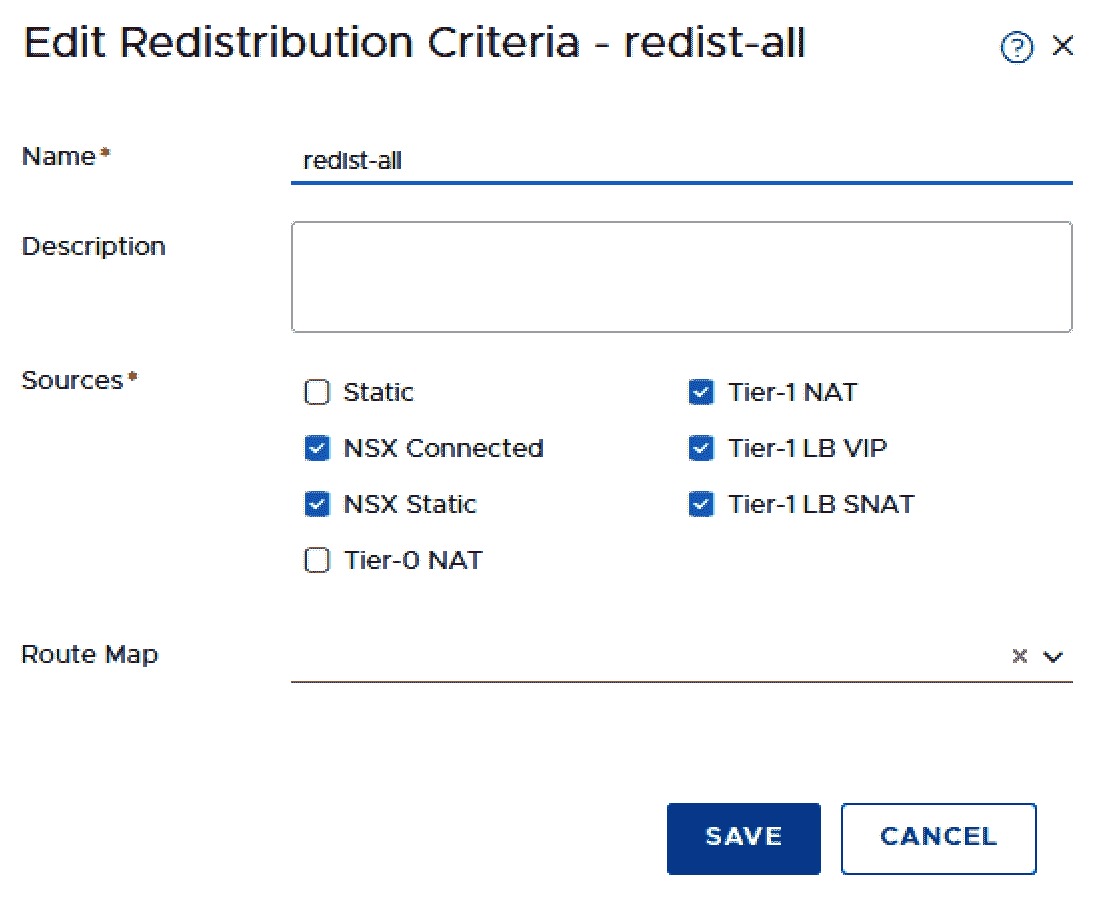 Edit Redistribution Criteria - redist-all
Name* redist-all
Description
Sources*
Static
Tier-1 NAT
NSX Connected
Tier-1 LB VIP
NSX Static
Tier-1 LB SNAT
Tier-0 NAT
Route Map
SAVE CANCEL